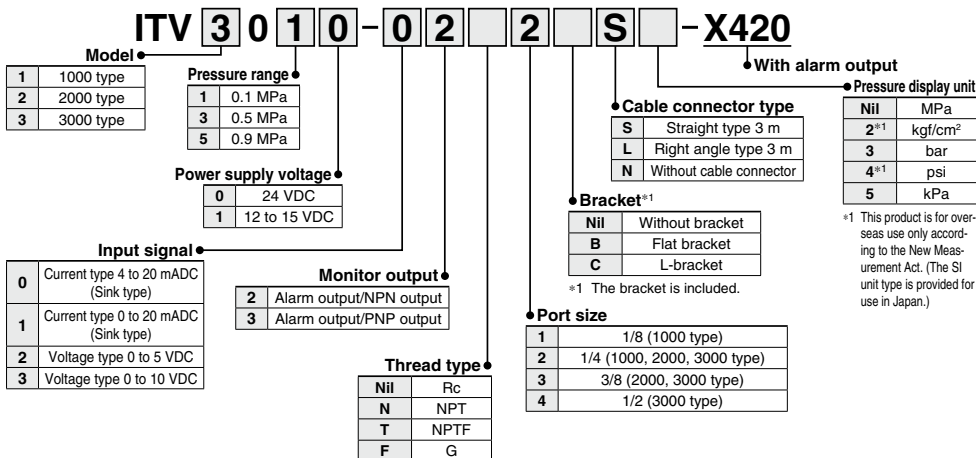 ITV 3 0 1 0 - 0 2 2 S - X420
Model
1 1000 type
2 2000 type
3 3000 type
Pressure range
1 0.1 MPa
3 0.5 MPa
5 0.9 MPa
Power supply voltage
0 24 VDC
1 12 to 15 VDC
Input signal
0 Current type 4 to 20 mADC
(Sink type)
1 Current type 0 to 20 mADC
(Sink type)
2 Voltage type 0 to 5 VDC
3 Voltage type 0 to 10 VDC
Monitor output
2 Alarm output/NPN output
3 Alarm output/PNP output
Thread type
Nil Rc
N NPT
T NPTF
F G
Port size
1 1/8 (1000 type)
2 1/4 (1000, 2000, 3000 type)
3 3/8 (2000, 3000 type)
4 1/2 (3000 type)
Bracket*1
Nil Without bracket
B Flat bracket
C L-bracket
*1 The bracket is included.
Cable connector type
S Straight type 3 m
L Right angle type 3 m
N Without cable connector
With alarm output
Pressure display unit
Nil MPa
2*1 kgf/cm²
3 bar
4*1 psi
5 kPa
*1 This product is for over-
seas use only accord-
ing to the New Meas-
urement Act. (The SI
unit type is provided for
use in Japan.)